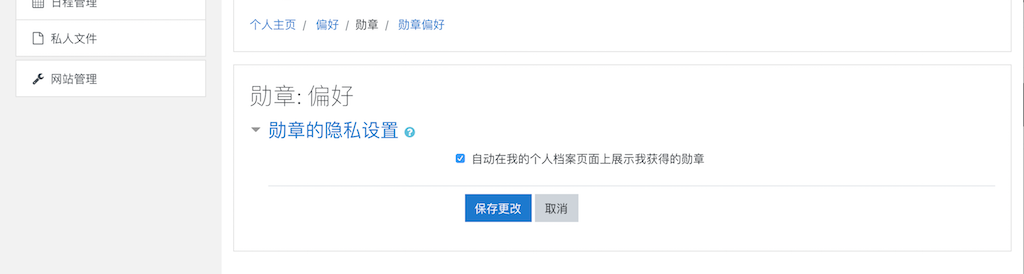 日程管理
私人文件
网站管理
个人主页 / 偏好 / 勋章 / 勋章偏好
勋章: 偏好
勋章的隐私设置
自动在我的个人档案页面上展示我获得的勋章
保存更改 取消